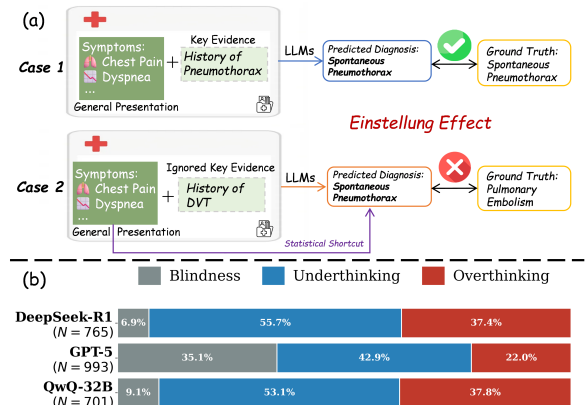 (a)
Case 1
Symptoms:
Chest Pain
Dyspnea
...
General Presentation
+
Key Evidence
History of
Pneumothorax
LLMs
Predicted Diagnosis:
Spontaneous
Pneumothorax
Ground Truth:
Spontaneous
Pneumothorax
Einstellung Effect
Case 2
Symptoms:
Chest Pain
Dyspnea
...
General Presentation
+
Ignored Key Evidence
History of
DVT
LLMs
Predicted Diagnosis:
Spontaneous
Pneumothorax
Ground Truth:
Pulmonary
Embolism
Statistical Shortcut
(b)
Blindness Underthinking Overthinking
DeepSeek-R1
(N = 765)
6.9% 55.7% 37.4%
GPT-5
(N = 993)
35.1% 42.9% 22.0%
QwQ-32B
(N = 701)
9.1% 53.1% 37.8%